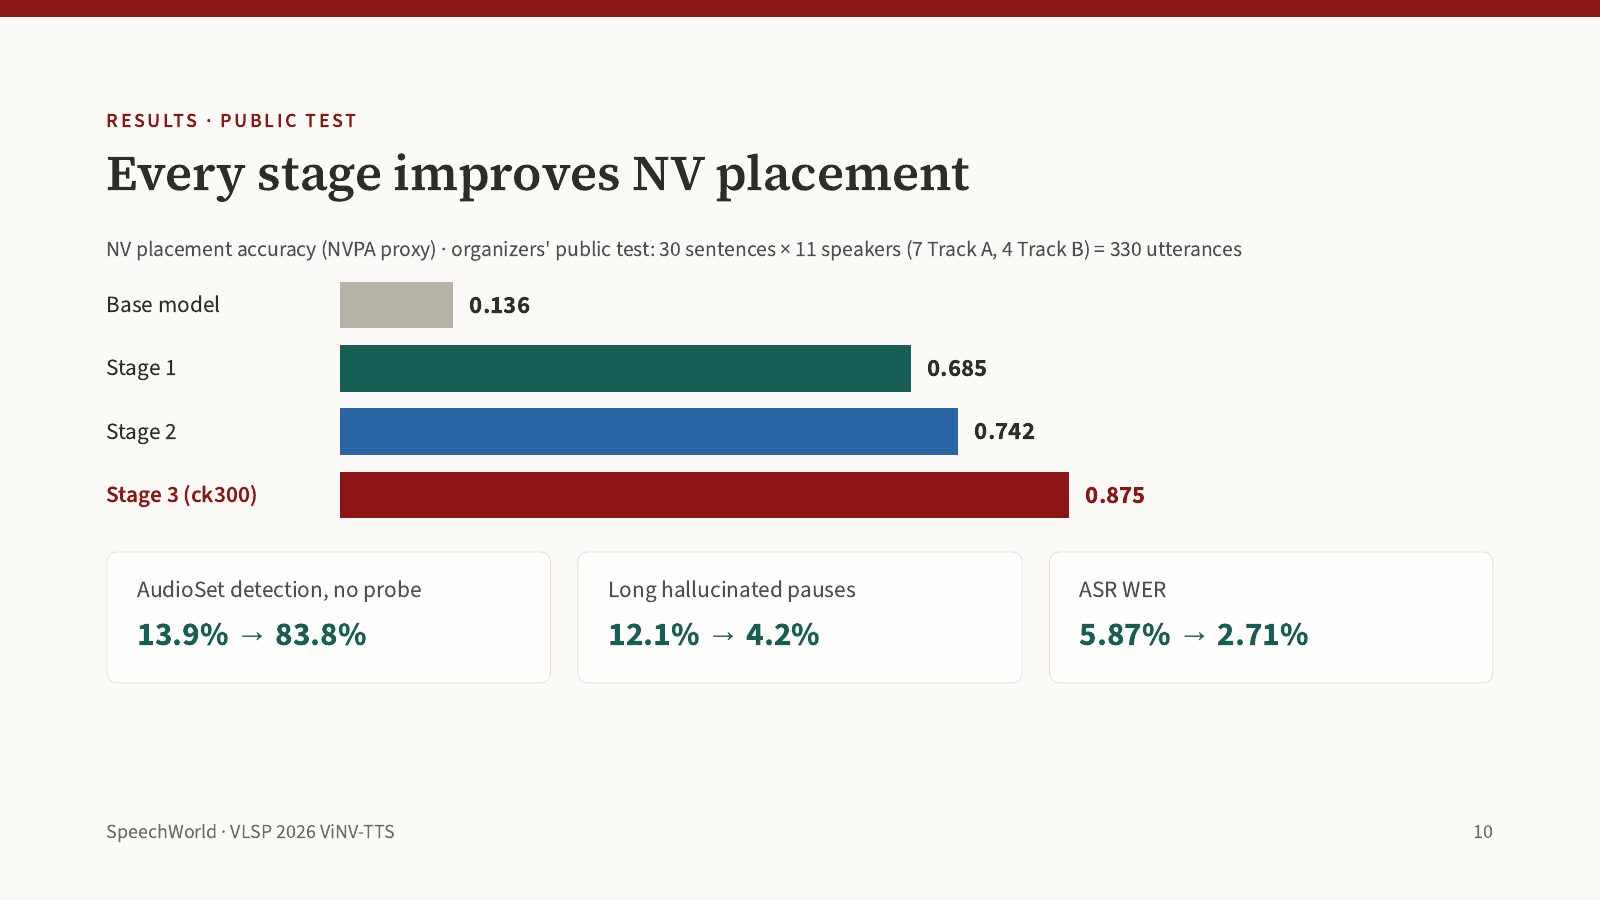 RESULTS · PUBLIC TEST
Every stage improves NV placement
NV placement accuracy (NVPA proxy) · organizers' public test: 30 sentences × 11 speakers (7 Track A, 4 Track B) = 330 utterances
Base model 0.136
Stage 1 0.685
Stage 2 0.742
Stage 3 (ck300) 0.875
AudioSet detection, no probe
13.9% → 83.8%
Long hallucinated pauses
12.1% → 4.2%
ASR WER
5.87% → 2.71%
SpeechWorld · VLSP 2026 ViNV-TTS 10